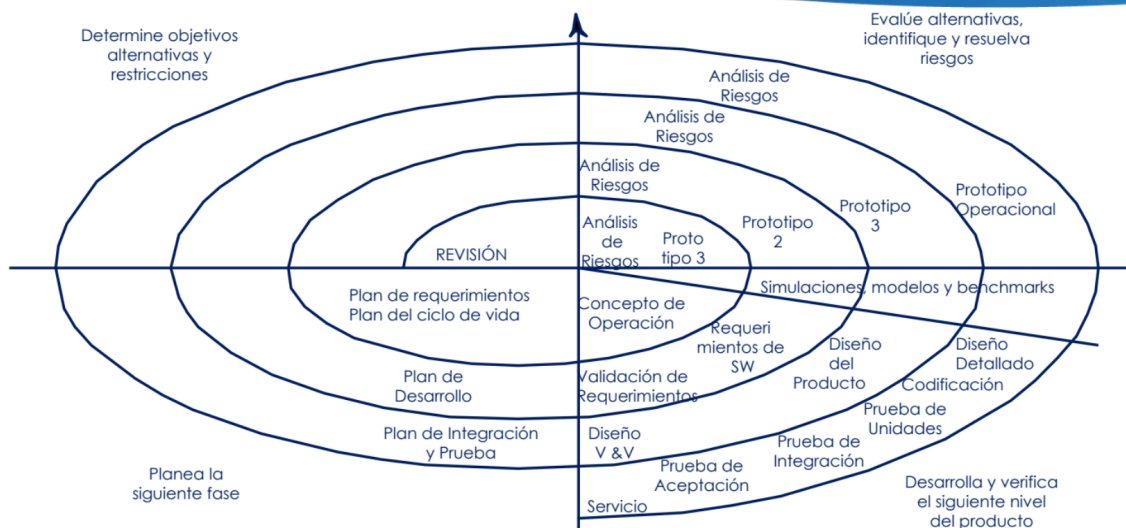 Determine objetivos
alternativas y
restricciones
Evalúe alternativas,
identifique y resuelva
riesgos
Análisis de
Riesgos
Análisis de
Riesgos
Análisis de
Riesgos
Análisis
de
Riesgos
REVISIÓN
Proto
tipo 3
Prototipo
2
Prototipo
3
Prototipo
Operacional
Simulaciones, modelos y benchmarks
Plan de requerimientos
Plan del ciclo de vida
Concepto de
Operación
Requeri
mientos de
SW
Diseño
del
Producto
Diseño
Detallado
Plan de
Desarrollo
Validación de
Requerimientos
Codificación
Plan de Integración
y Prueba
Diseño
V &V
Prueba de
Unidades
Prueba de
Integración
Prueba de
Aceptación
Servicio
Planea la
siguiente fase
Desarrolla y verifica
el siguiente nivel
del producto